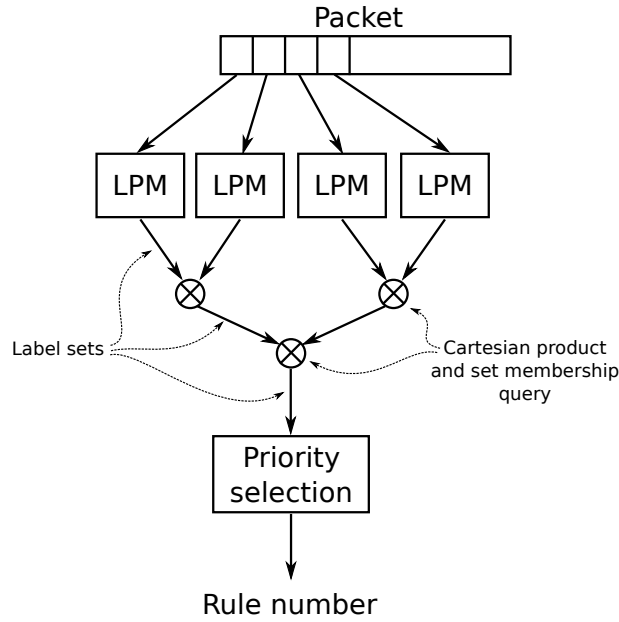 Packet
LPM
LPM
LPM
LPM
Label sets
Cartesian product
and set membership
query
Priority
selection
Rule number